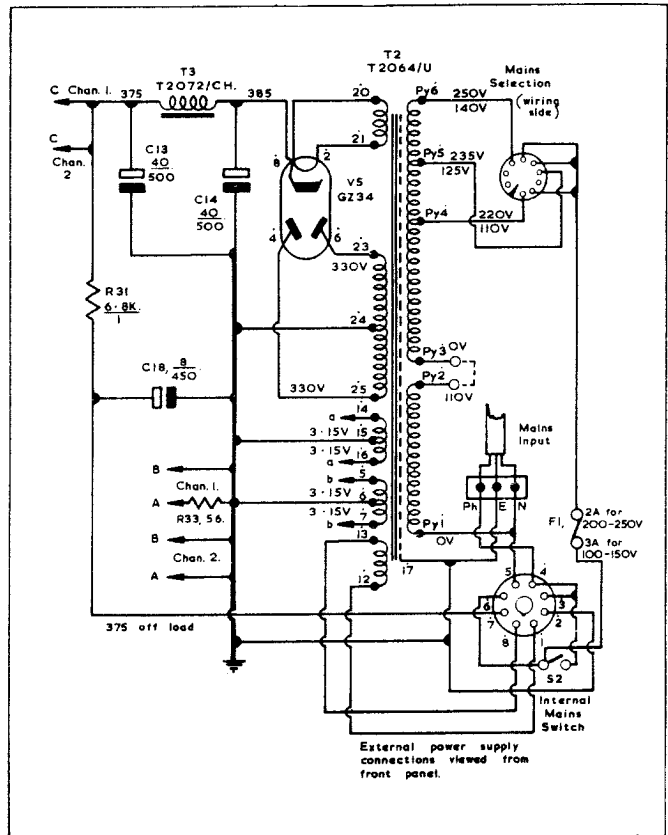 T3
T2072/CH.
C Chan. 1. 375 385
C
Chan.
2
C13
40
500
C14
40
500
8 2
V5
GZ34
4 6
T2
T2064/U
20
21
23
330V
24
330V
25
14
a
3·15V 15
3·15V 16
a
b 5
3·15V 6
3·15V 7
b
13
12
17
R31
6·8K
1
C18, 8
450
B
Chan. 1.
A
R33, 56.
B
Chan. 2.
A
375 off load
Py6 250V
140V
Py5 235V
125V
Py4 220V
110V
Py3 0V
Py2
110V
Py1
0V
Mains
Selection
(wiring
side)
Mains
Input
Ph E N
F1, 2A for
200-250V
3A for
100-150V
5 4
6 3
7 2
8 1
S2
Internal
Mains
Switch
External power supply
connections viewed from
front panel.